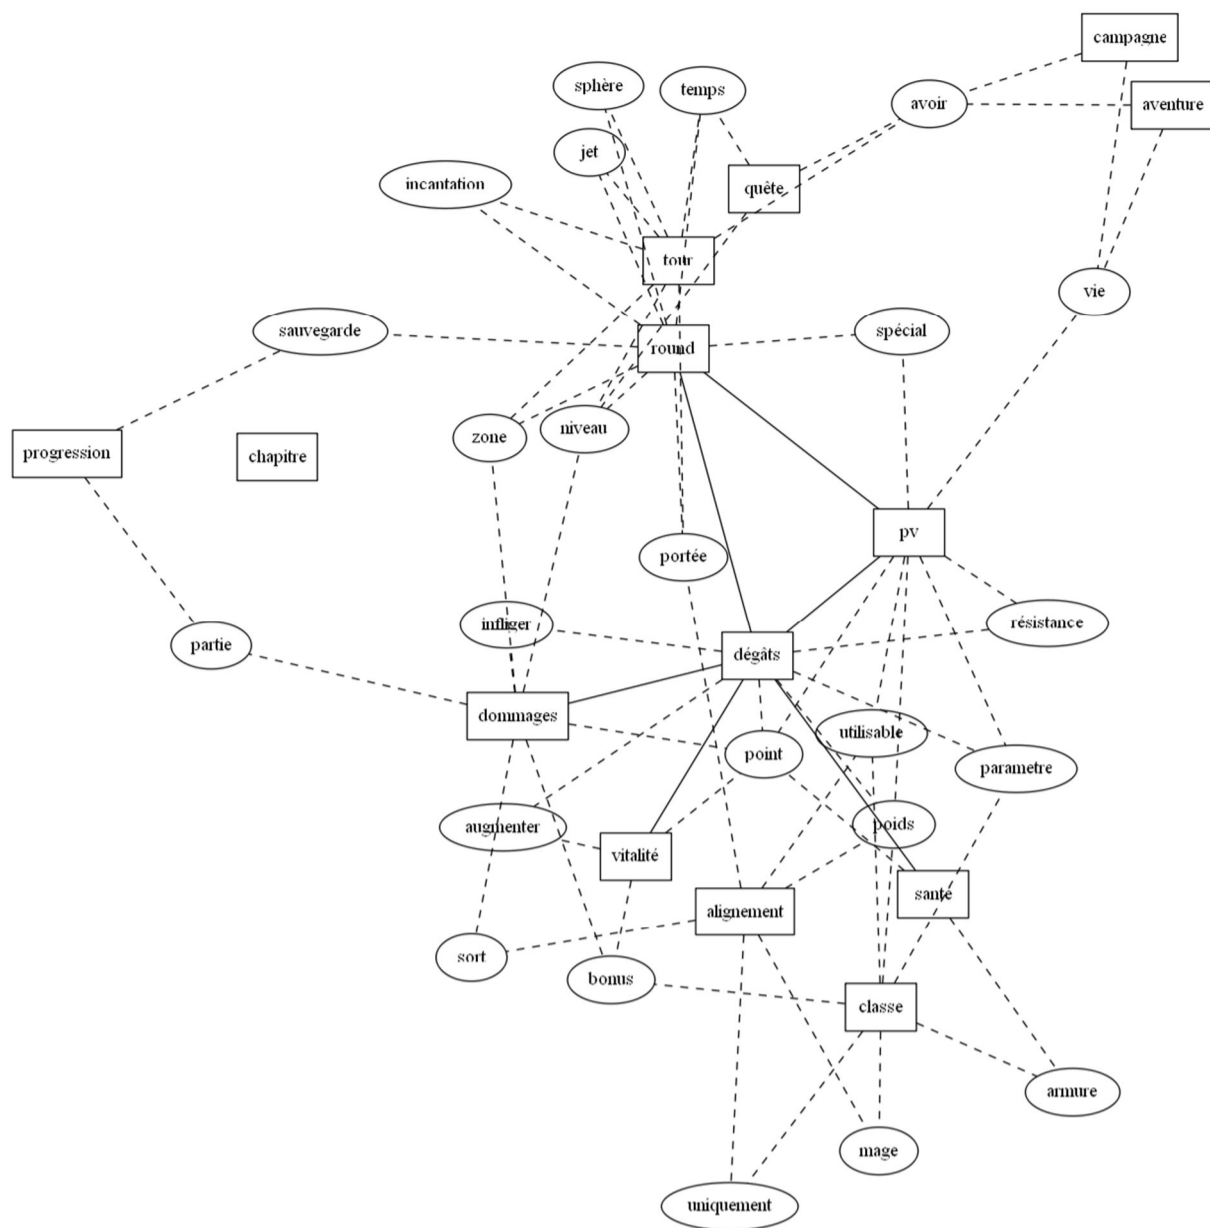 campagne
sphère
temps
avoir
aventure
jet
incantation
quête
tour
vie
sauvegarde
spécial
round
niveau
zone
progression
chapitre
pv
portée
résistance
infliger
partie
dégâts
dommages
utilisable
point
parametre
augmenter
poids
vitalité
santé
alignement
sort
bonus
classe
armure
mage
uniquement